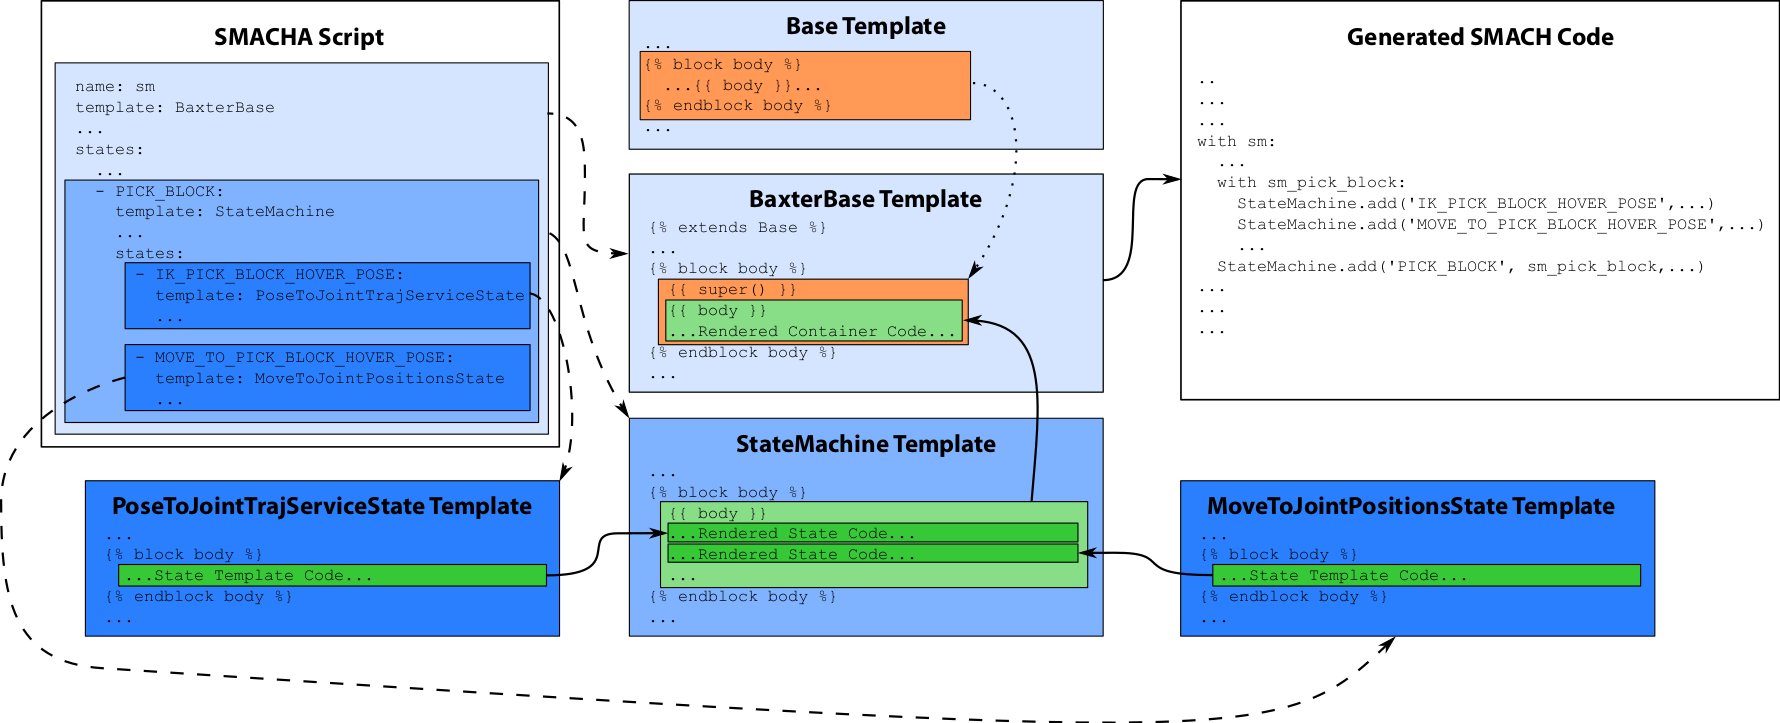 SMACHA Script
name: sm
template: BaxterBase
...
states:
...
- PICK_BLOCK:
template: StateMachine
...
states:
- IK_PICK_BLOCK_HOVER_POSE:
template: PoseToJointTrajServiceState
...
- MOVE_TO_PICK_BLOCK_HOVER_POSE:
template: MoveToJointPositionsState
...
Base Template
...
{% block body %}
...{{ body }}...
{% endblock body %}
...
BaxterBase Template
{% extends Base %}
...
{% block body %}
{{ super() }}
{{ body }}
...Rendered Container Code...
{% endblock body %}
...
Generated SMACH Code
..
...
...
with sm:
...
with sm_pick_block:
StateMachine.add('IK_PICK_BLOCK_HOVER_POSE',...)
StateMachine.add('MOVE_TO_PICK_BLOCK_HOVER_POSE',...)
...
StateMachine.add('PICK_BLOCK', sm_pick_block,...)
...
...
...
PoseToJointTrajServiceState Template
...
{% block body %}
...State Template Code...
{% endblock body %}
...
StateMachine Template
...
{% block body %}
{{ body }}
...Rendered State Code...
...Rendered State Code...
...
{% endblock body %}
...
MoveToJointPositionsState Template
...
{% block body %}
...State Template Code...
{% endblock body %}
...